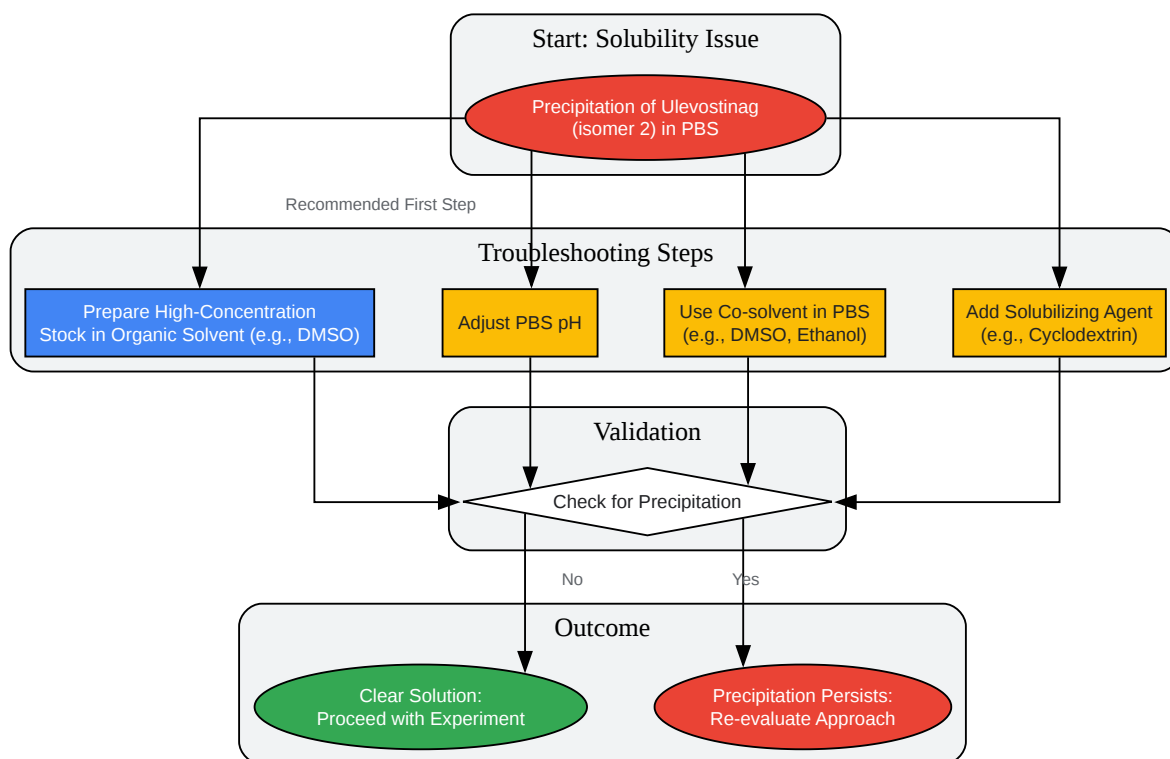 Start: Solubility Issue
Precipitation of Ulevostinag
(isomer 2) in PBS
Recommended First Step
Troubleshooting Steps
Prepare High-Concentration
Stock in Organic Solvent (e.g., DMSO)
Adjust PBS pH
Use Co-solvent in PBS
(e.g., DMSO, Ethanol)
Add Solubilizing Agent
(e.g., Cyclodextrin)
Validation
Check for Precipitation
No
Yes
Outcome
Clear Solution:
Proceed with Experiment
Precipitation Persists:
Re-evaluate Approach